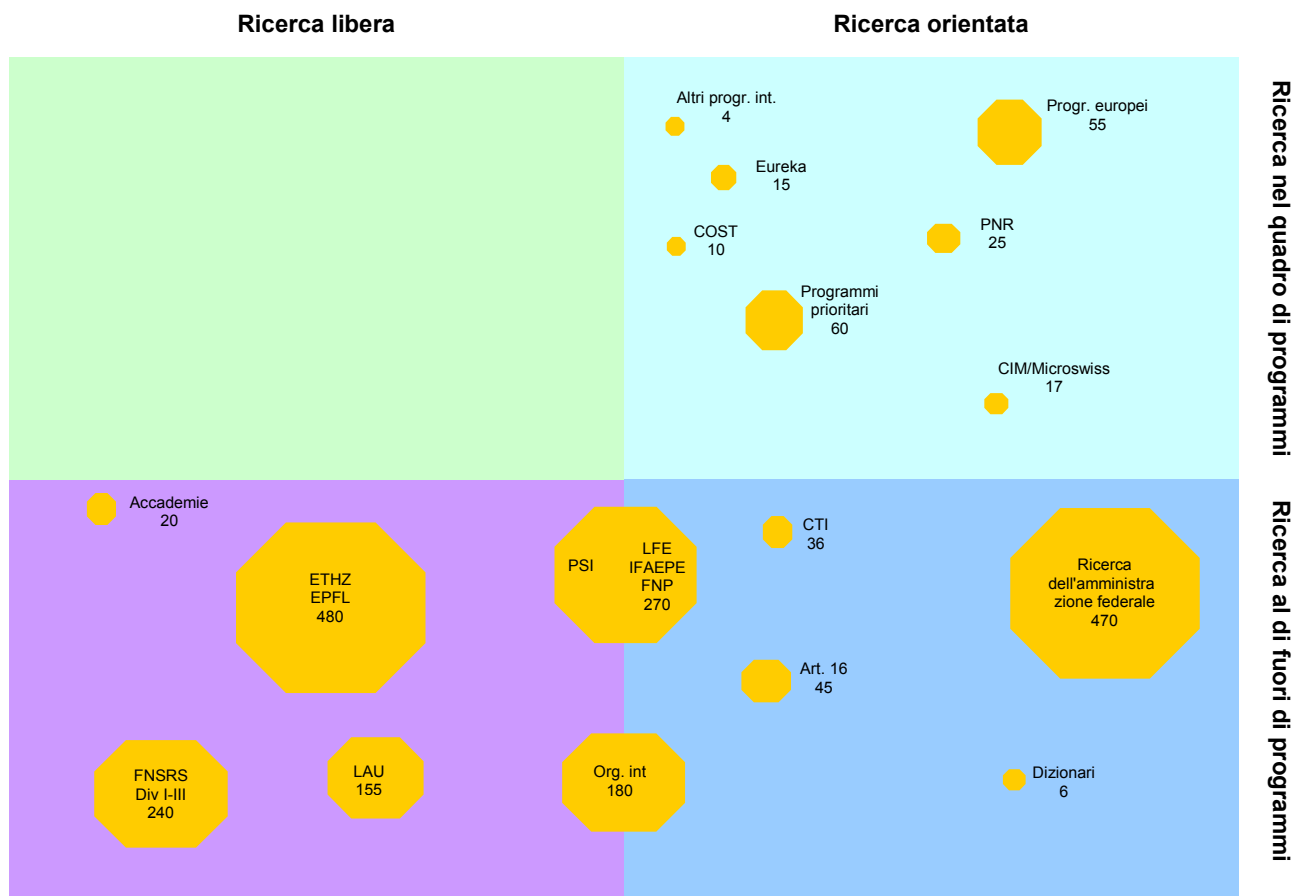 Ricerca libera
Ricerca orientata
Altri progr. int.
4
Progr. europei
55
Eureka
15
COST
10
PNR
25
Programmi
prioritari
60
CIM/Microswiss
17
Ricerca nel quadro di programmi
Accademie
20
ETHZ
EPFL
480
PSI
LFE
IFAEPE
FNP
270
CTI
36
Ricerca
dell'amministra
zione federale
470
Art. 16
45
FNSRS
Div I-III
240
LAU
155
Org. int
180
Dizionari
6
Ricerca al di fuori di programmi